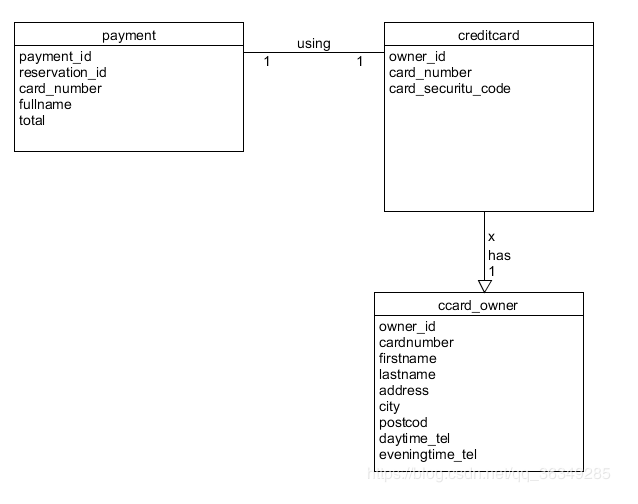 payment
payment_id
reservation_id
card_number
fullname
total
using
1
1
creditcard
owner_id
card_number
card_securitu_code
x
has
1
ccard_owner
owner_id
cardnumber
firstname
lastname
address
city
postcod
daytime_tel
eveningtime_tel
https://blog.csdn.net/qq_36349285